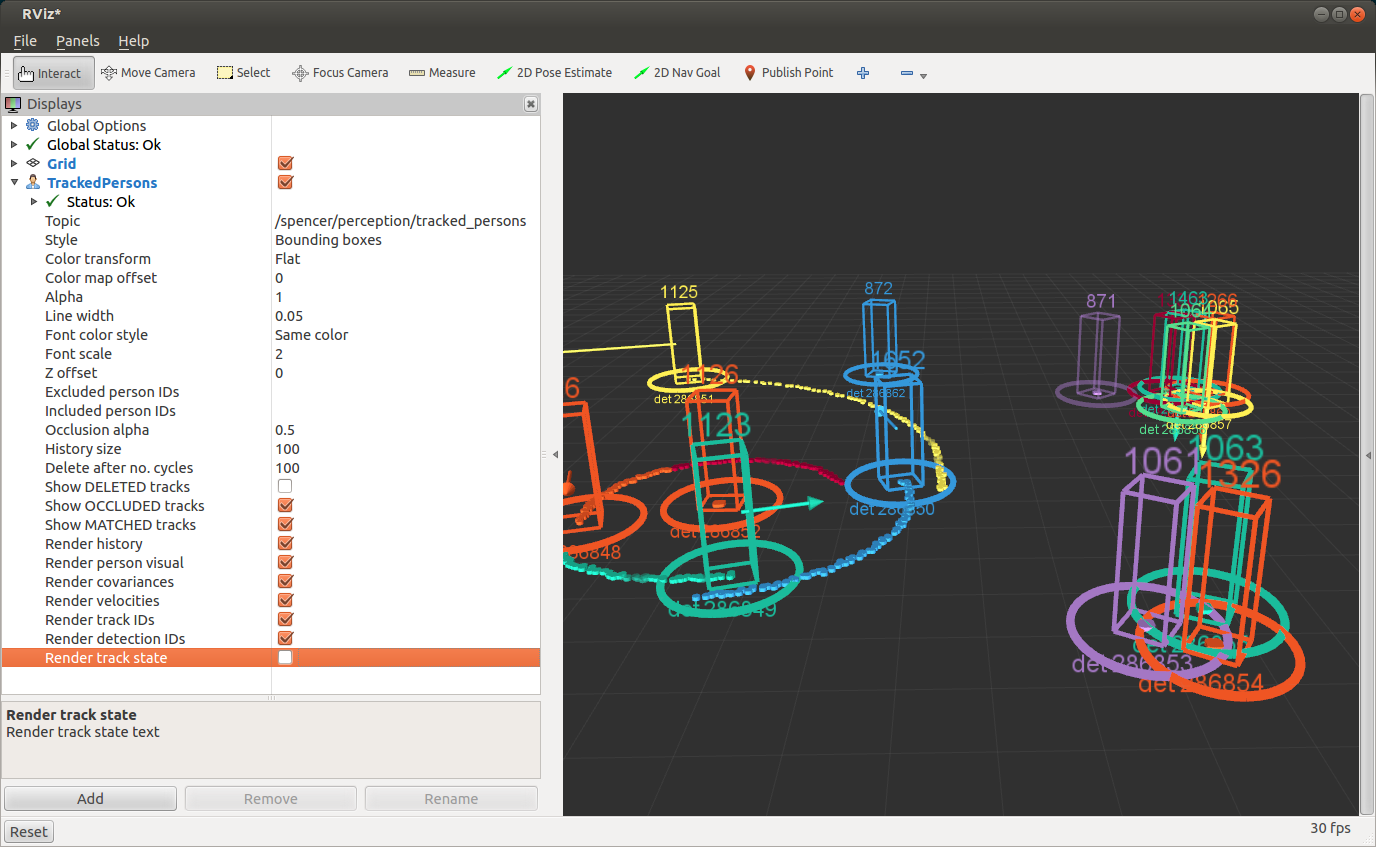 RViz*
File Panels Help
Interact Move Camera Select Focus Camera Measure 2D Pose Estimate 2D Nav Goal Publish Point
Displays
Global Options
Global Status: Ok
Grid
TrackedPersons
Status: Ok
Topic /spencer/perception/tracked_persons
Style Bounding boxes
Color transform Flat
Color map offset 0
Alpha 1
Line width 0.05
Font color style Same color
Font scale 2
Z offset 0
Excluded person IDs
Included person IDs
Occlusion alpha 0.5
History size 100
Delete after no. cycles 100
Show DELETED tracks
Show OCCLUDED tracks
Show MATCHED tracks
Render history
Render person visual
Render covariances
Render velocities
Render track IDs
Render detection IDs
Render track state
Render track state
Render track state text
Add Remove Rename
Reset
30 fps
1125
872
871
1463
1065
det 286851
det 286862
1126
1123
det 286852
det 286850
286848
det 286849
det 286857
1061
1063
1326
det 286853
det 286854